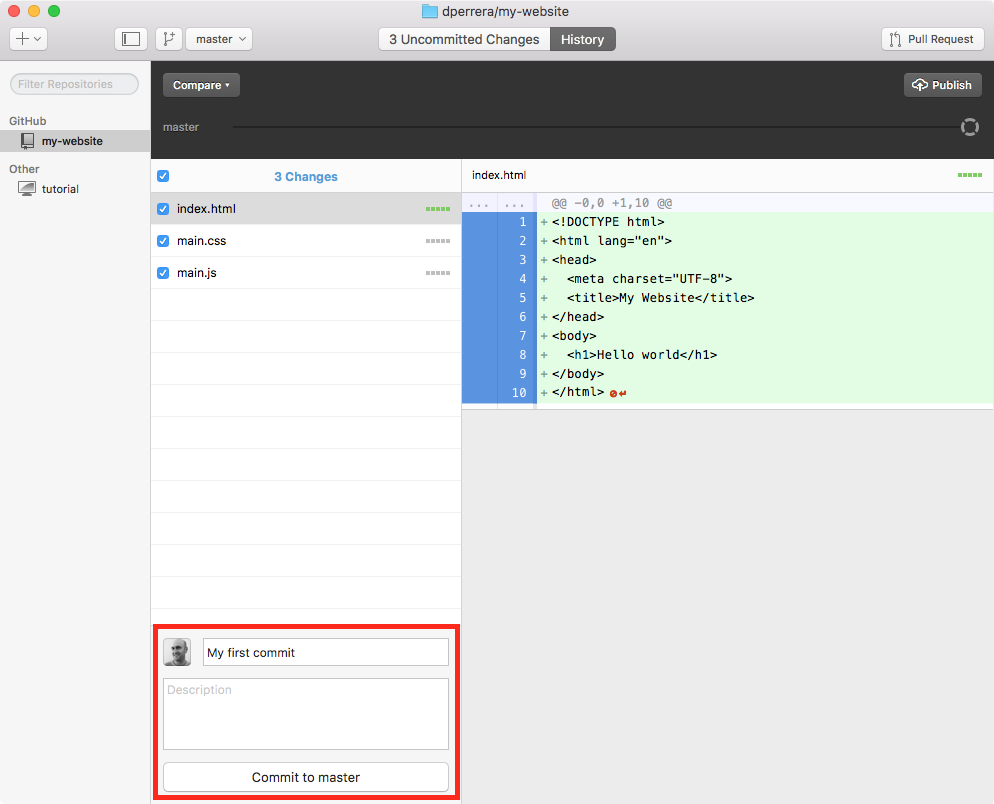 dperrera/my-website
master
3 Uncommitted Changes
History
Pull Request
Filter Repositories
GitHub
my-website
Other
tutorial
Compare
Publish
master
3 Changes
index.html
main.css
main.js
index.html
... ... @@ -0,0 +1,10 @@
1 +<!DOCTYPE html>
2 +<html lang="en">
3 +<head>
4 +  <meta charset="UTF-8">
5 +  <title>My Website</title>
6 +</head>
7 +<body>
8 +  <h1>Hello world</h1>
9 +</body>
10 +</html>
My first commit
Description
Commit to master